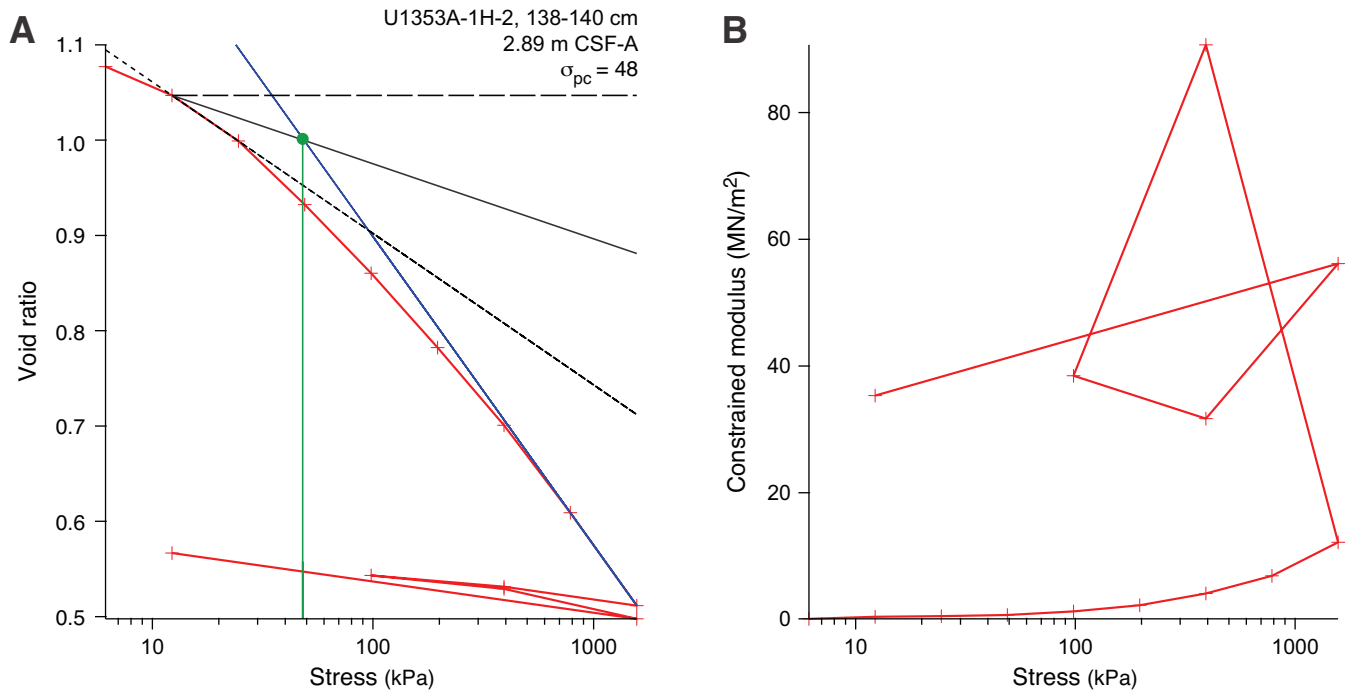 A
U1353A-1H-2, 138-140 cm
2.89 m CSF-A
σpc = 48
1.1
1.0
0.9
0.8
0.7
0.6
0.5
Void ratio
10
100
1000
Stress (kPa)
B
80
60
40
20
0
Constrained modulus (MN/m²)
10
100
1000
Stress (kPa)